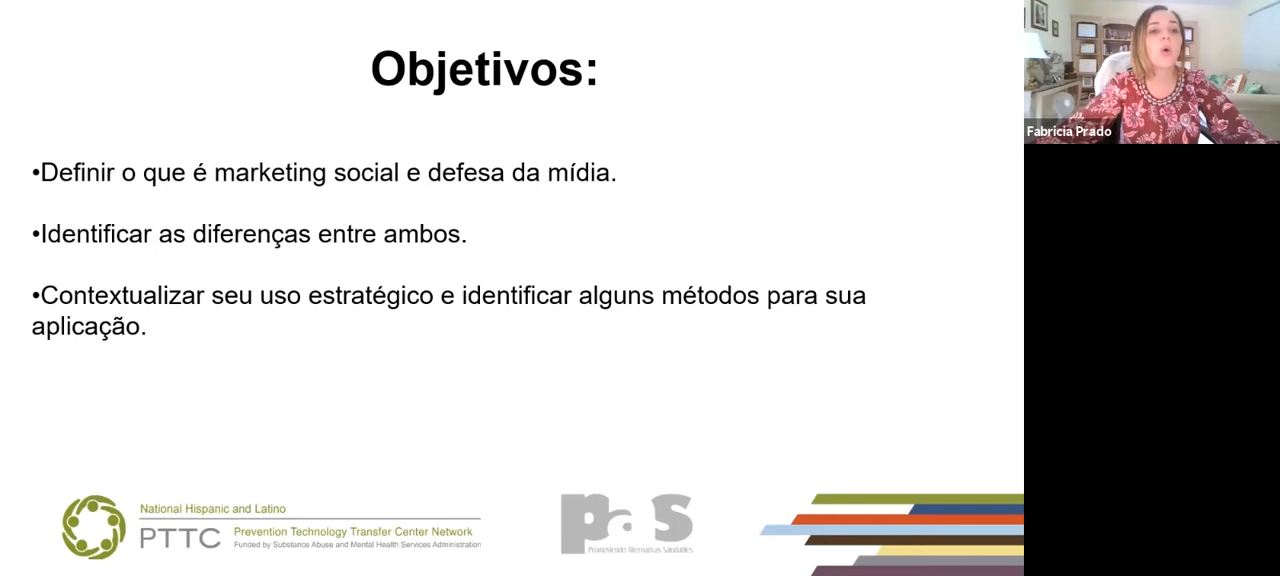 Objetivos:
•Definir o que é marketing social e defesa da mídia.
•Identificar as diferenças entre ambos.
•Contextualizar seu uso estratégico e identificar alguns métodos para sua
aplicação.
Fabricia Prado
National Hispanic and Latino
PTTC
Prevention Technology Transfer Center Network
Funded by Substance Abuse and Mental Health Services Administration
pas
Promoviendo Alternativas Saludables